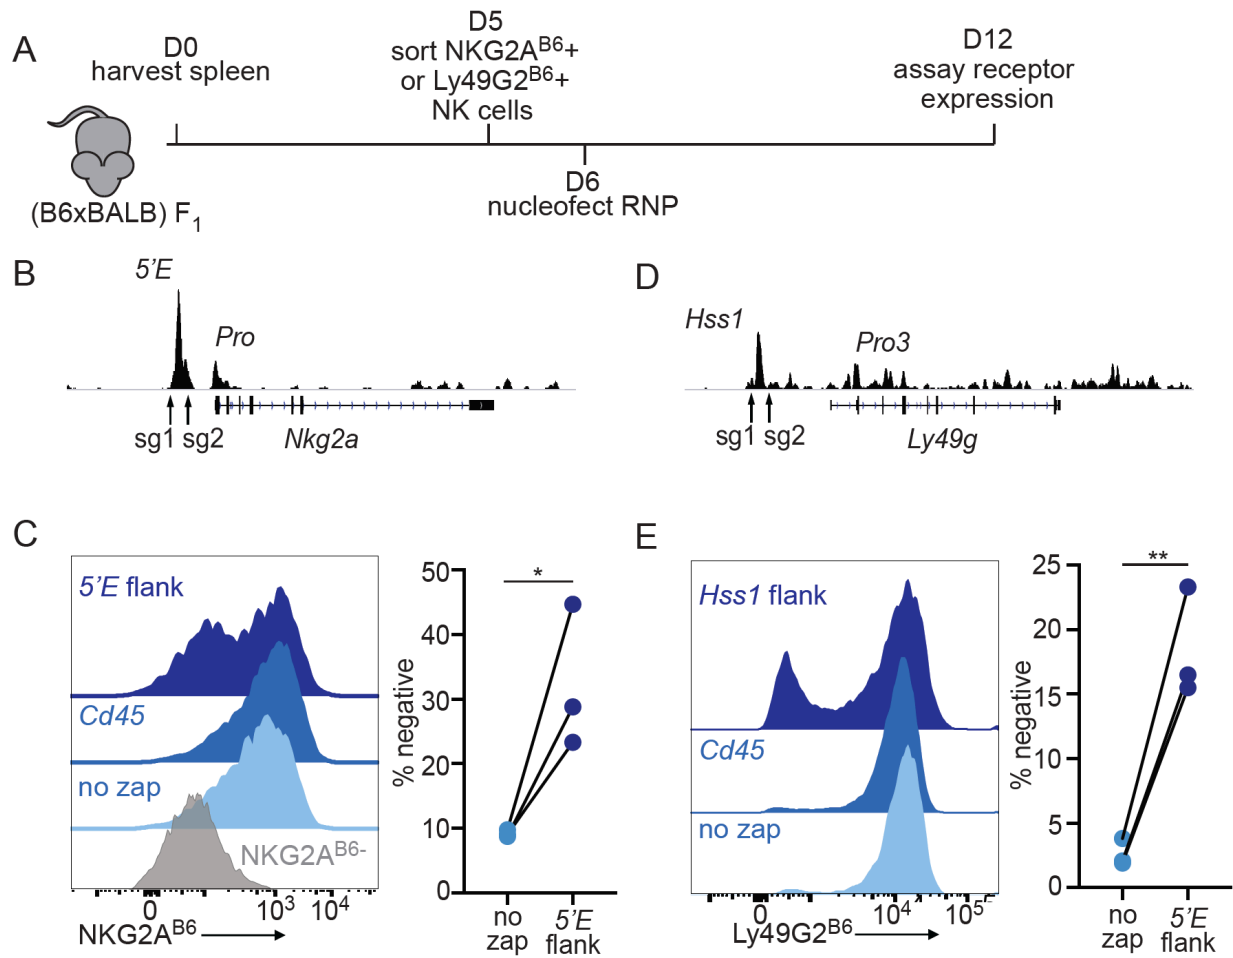 A
D0
harvest spleen
D5
sort NKG2A^B6+
or Ly49G2^B6+
NK cells
D12
assay receptor
expression
D6
nucleofect RNP
(B6xBALB) F1
B
5'E
Pro
sg1 sg2
Nkg2a
D
Hss1
Pro3
sg1 sg2
Ly49g
C
5'E flank
Cd45
no zap
NKG2A^B6-
0 10^3 10^4
NKG2A^B6
% negative
50
40
30
20
10
0
*
no
zap
5'E
flank
E
Hss1 flank
Cd45
no zap
0 10^4 10^5
Ly49G2^B6
% negative
25
20
15
10
5
0
**
no
zap
5'E
flank